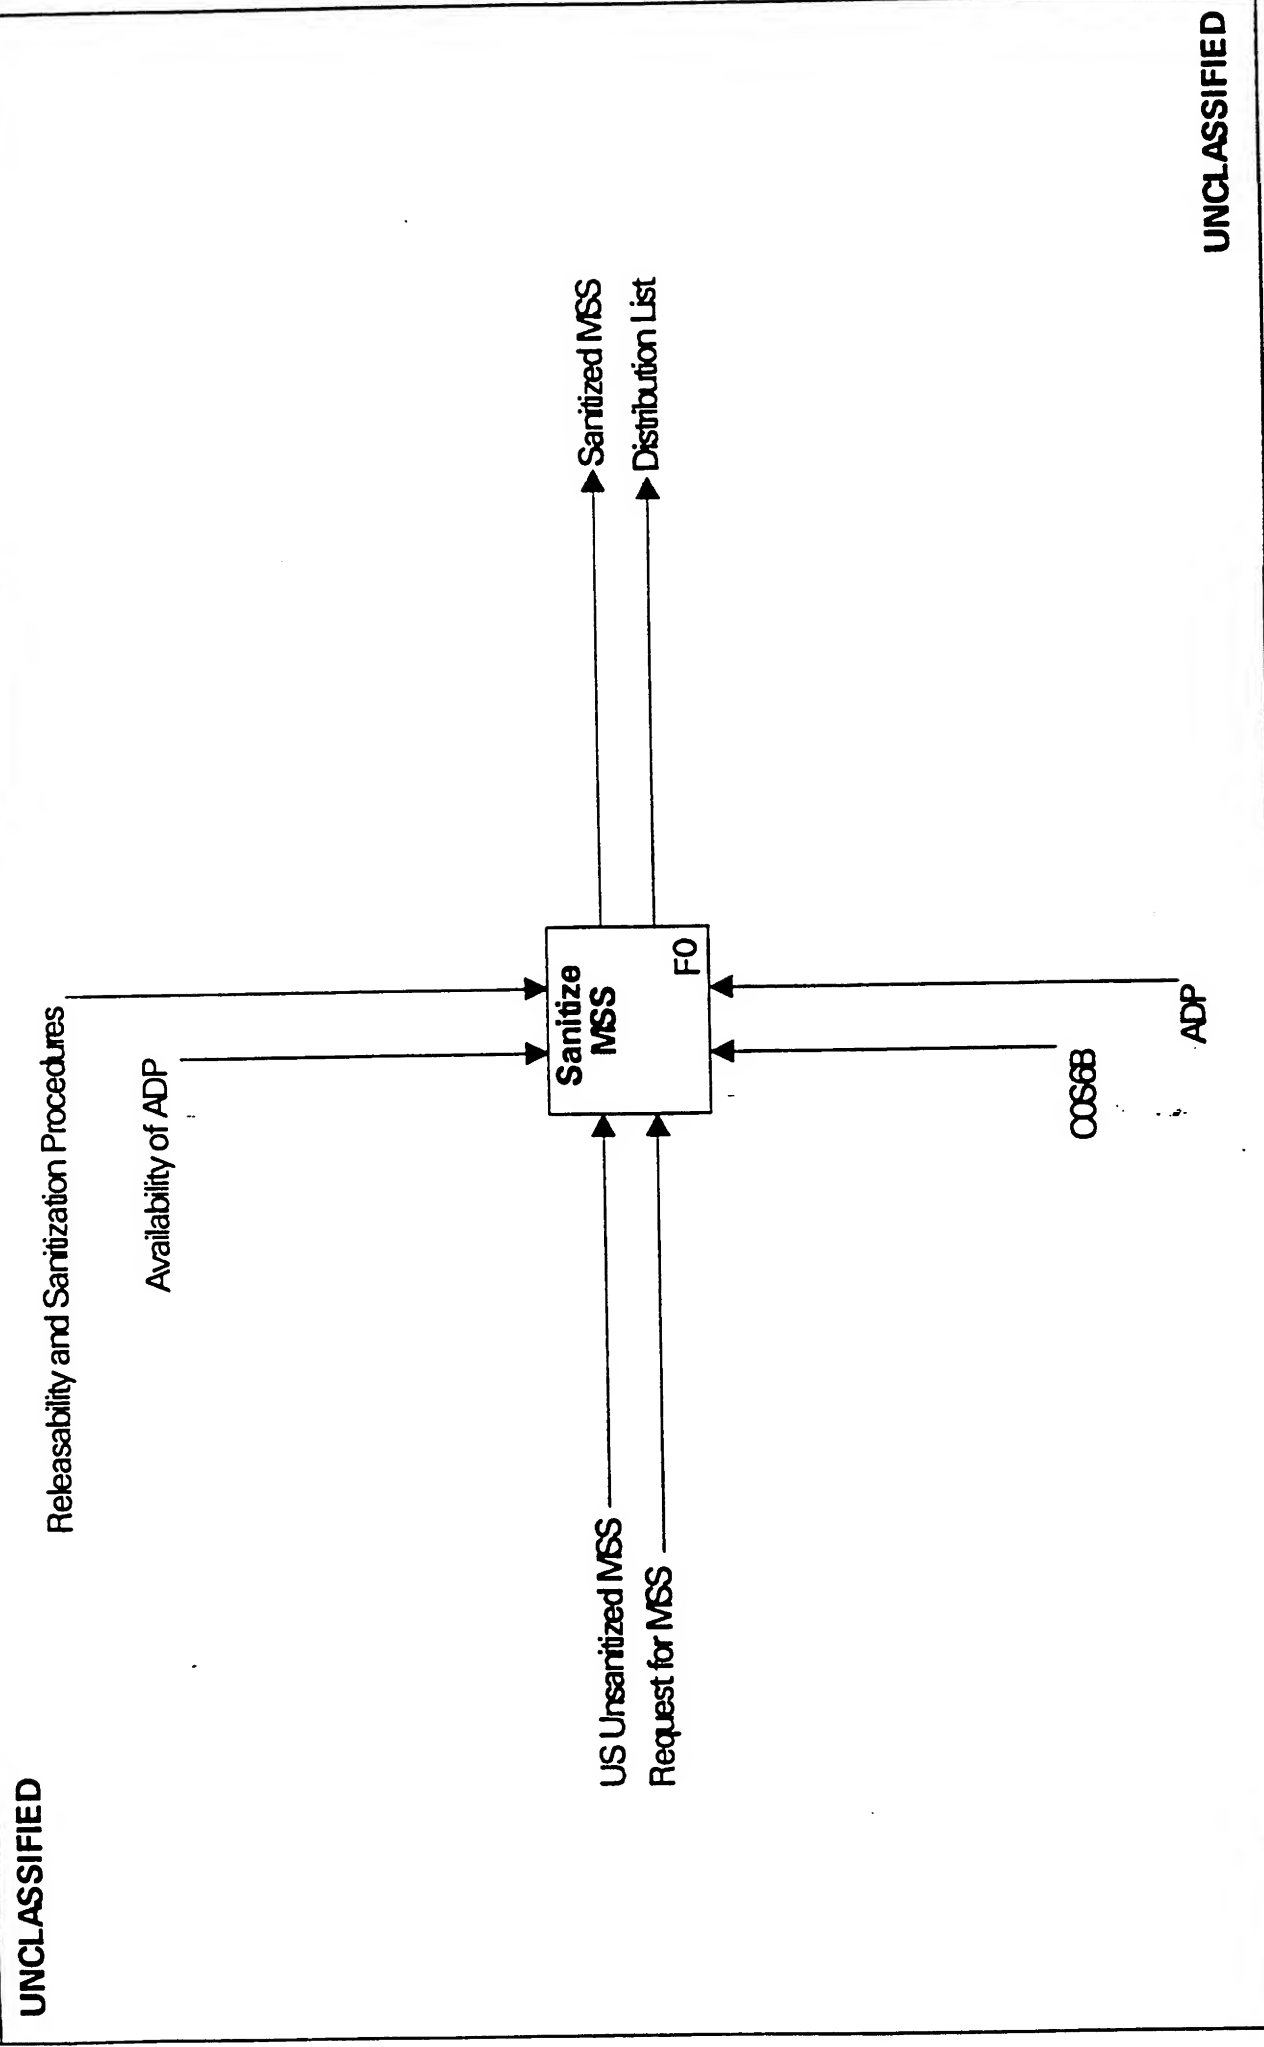 UNCLASSIFIED
Releasability and Sanitization Procedures
Availability of ADP
US Unsanitized MSS
Request for MSS
Sanitize
MSS
F0
Sanitized MSS
Distribution List
COS6B
ADP
UNCLASSIFIED